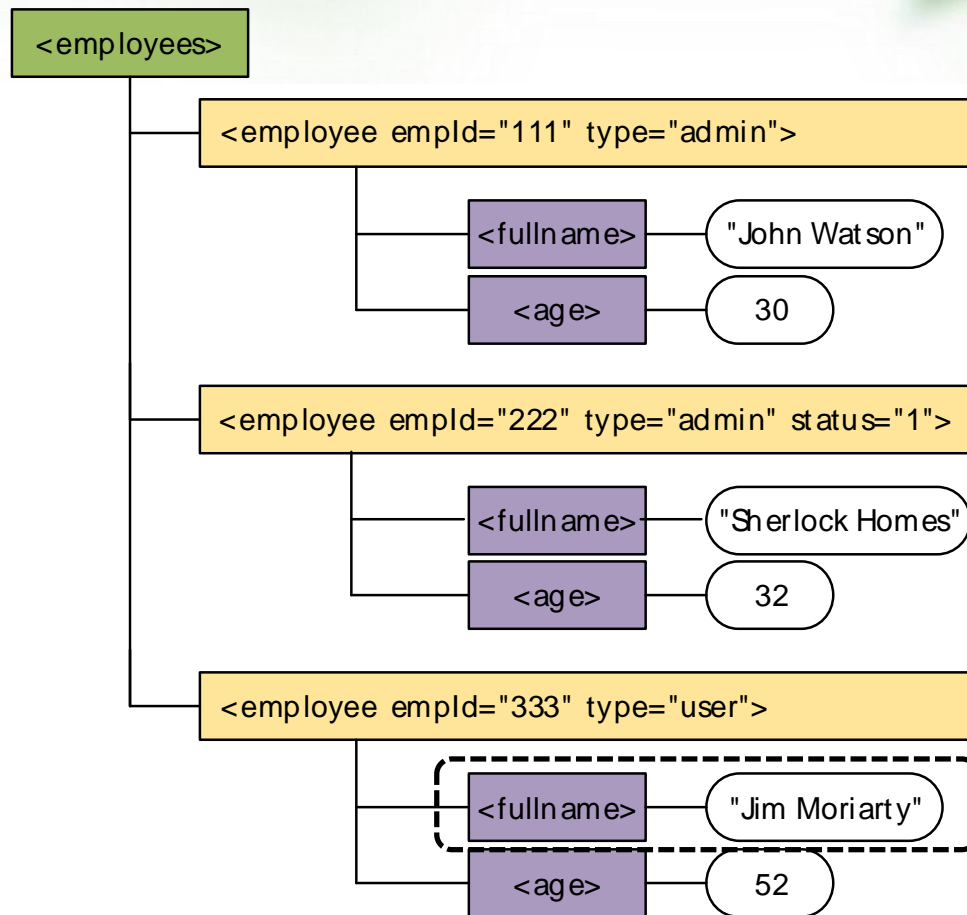 <employees>
<employee empId="111" type="admin">
<fullname> "John Watson"
<age> 30
<employee empId="222" type="admin" status="1">
<fullname> "Sherlock Homes"
<age> 32
<employee empId="333" type="user">
<fullname> "Jim Moriarty"
<age> 52